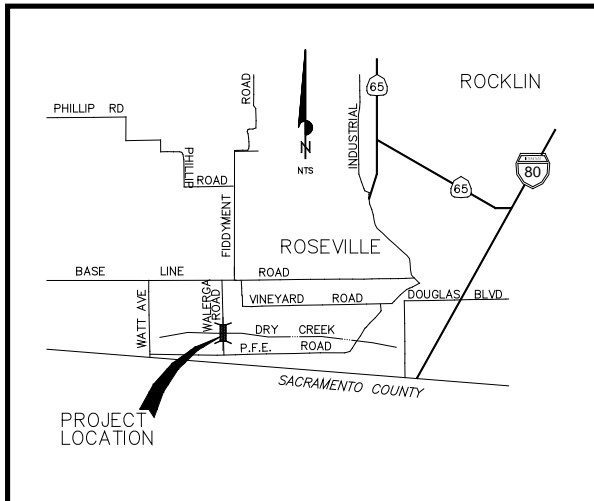 ROCKLIN
65
PHILLIP RD
ROAD
INDUSTRIAL
N
NTS
PHILLIP
ROAD
80
65
FIDDYMENT
ROSEVILLE
BASE LINE ROAD
WATT AVE
WALERGA
ROAD
VINEYARD ROAD
DOUGLAS BLVD
DRY CREEK
P.F.E. ROAD
SACRAMENTO COUNTY
PROJECT
LOCATION